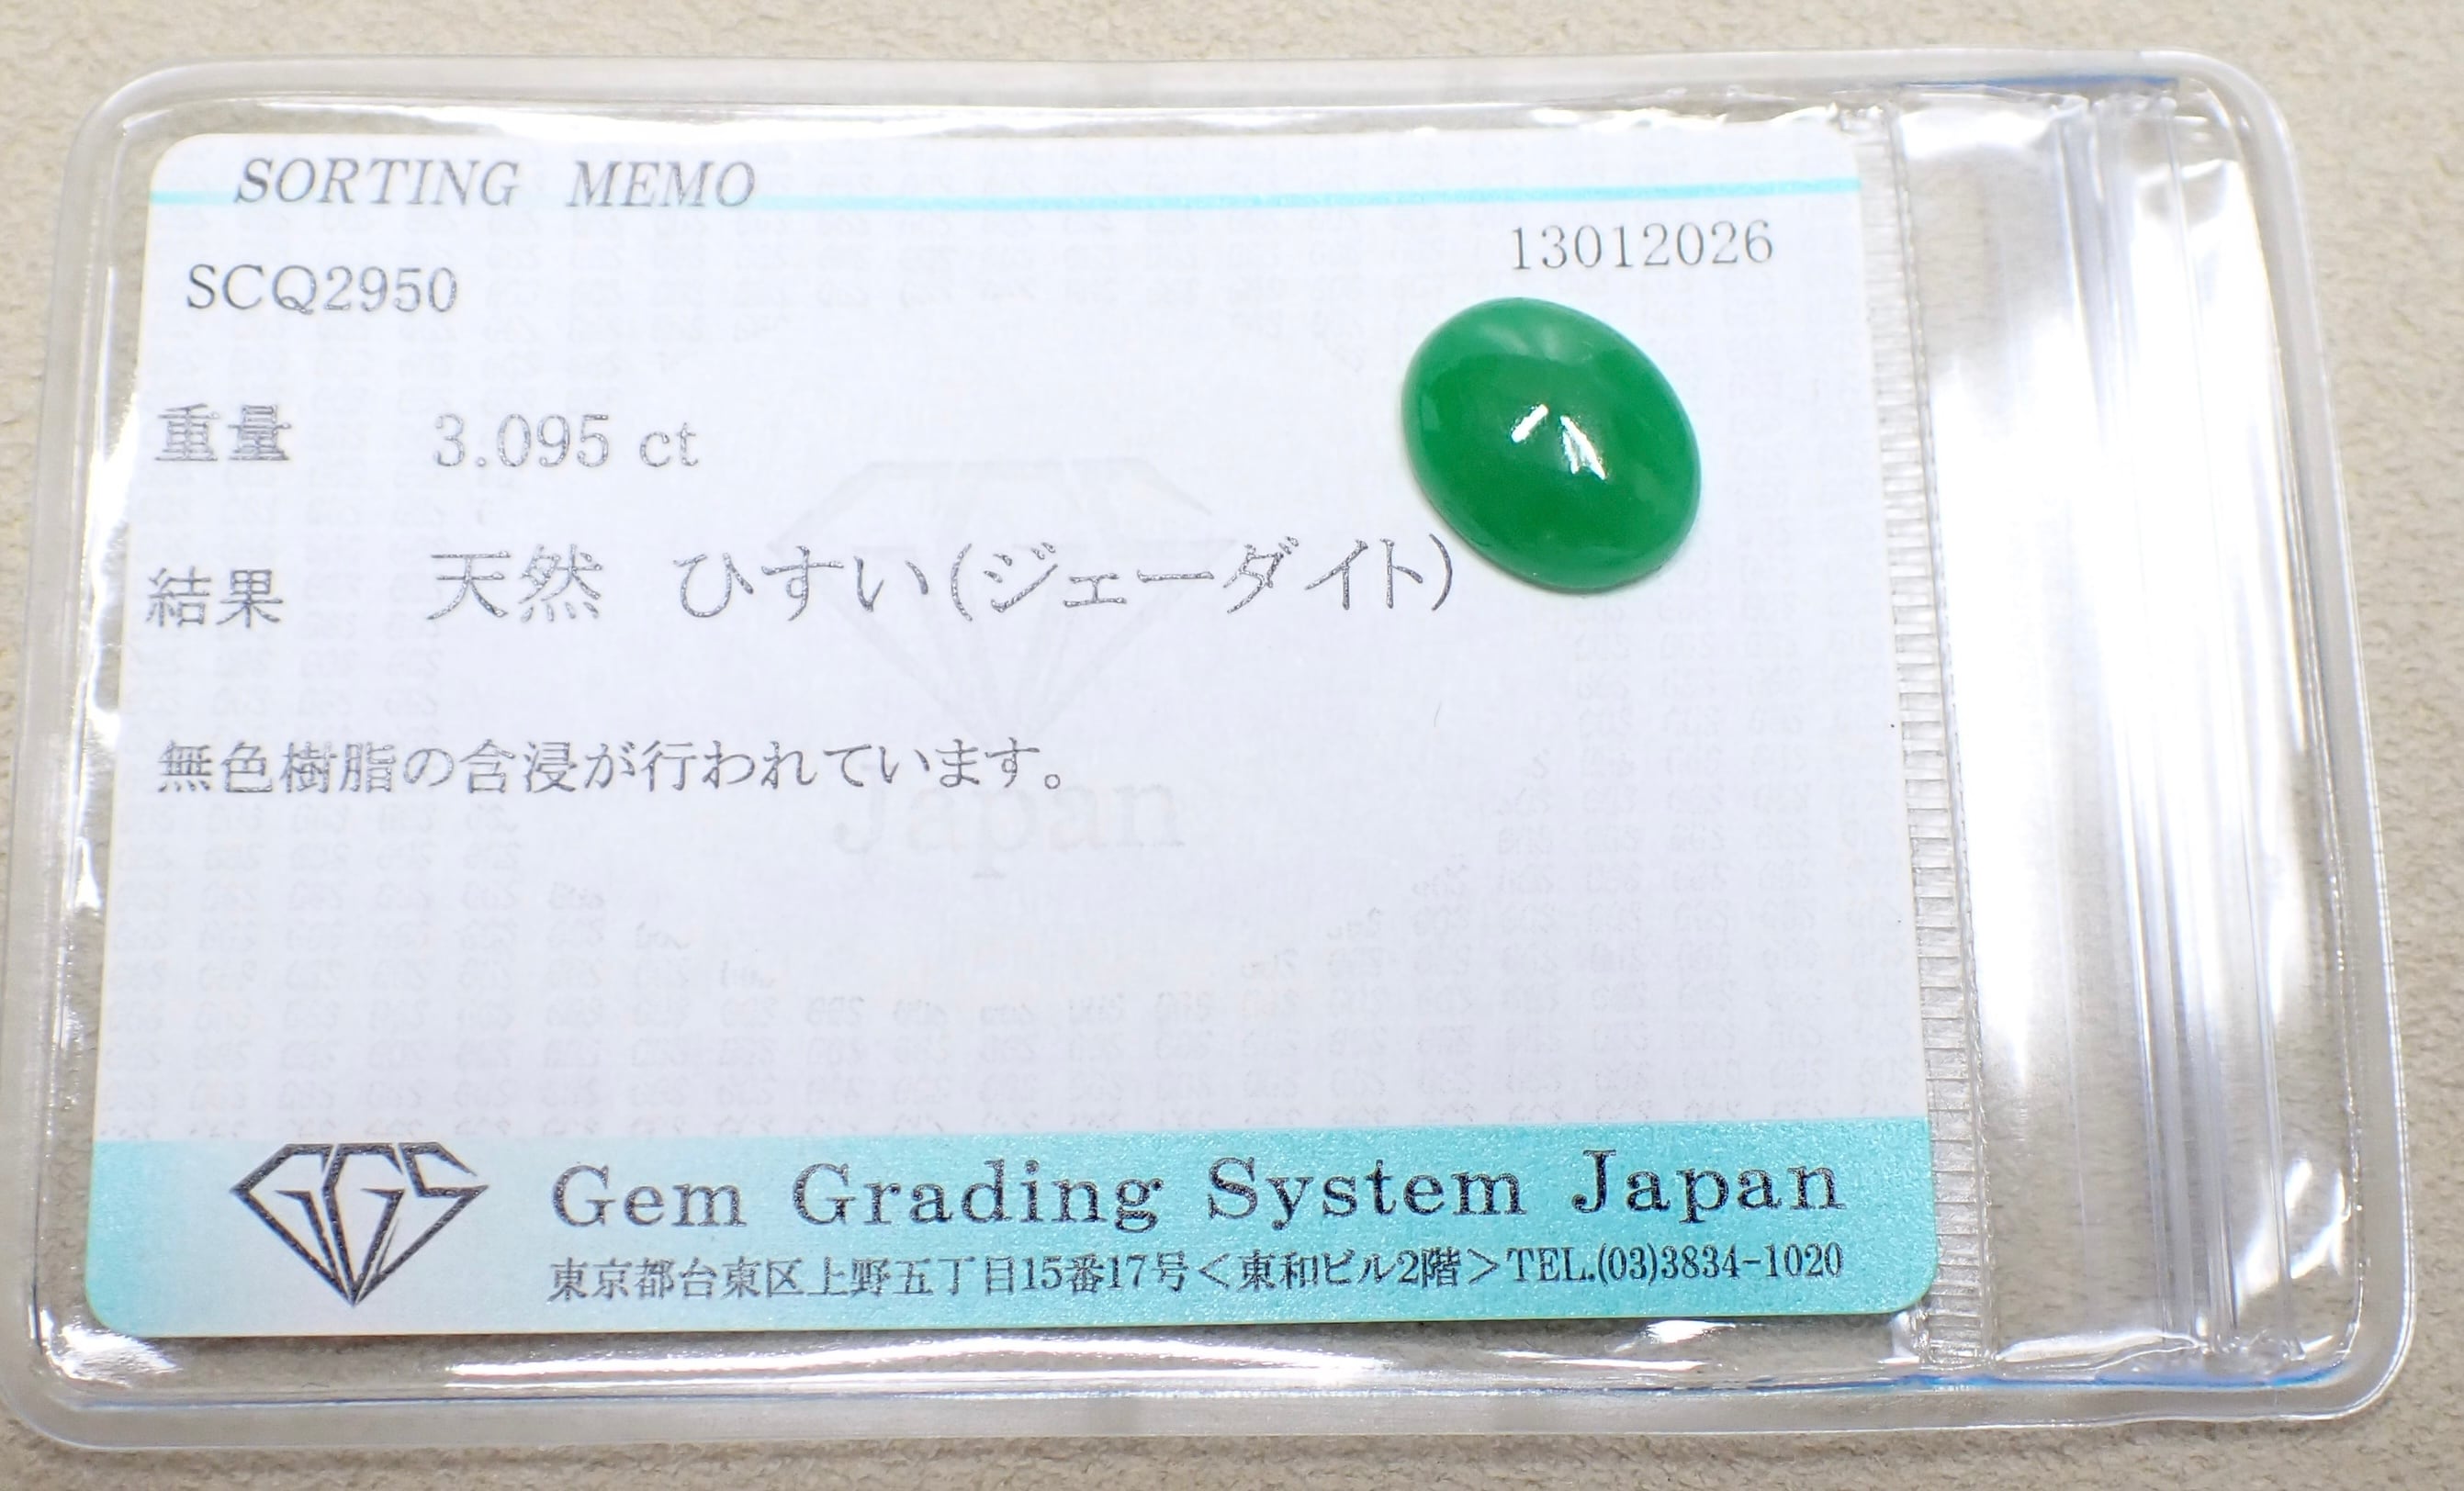 SORTING MEMO
13012026
SCQ2950
重量 3.095 ct
結果 天然 ひすい(ジェーダイト)
無色樹脂の含浸が行われています。
Japan
GGS Gem Grading System Japan
東京都台東区上野五丁目15番17号<東和ビル2階>TEL.(03)3834-1020